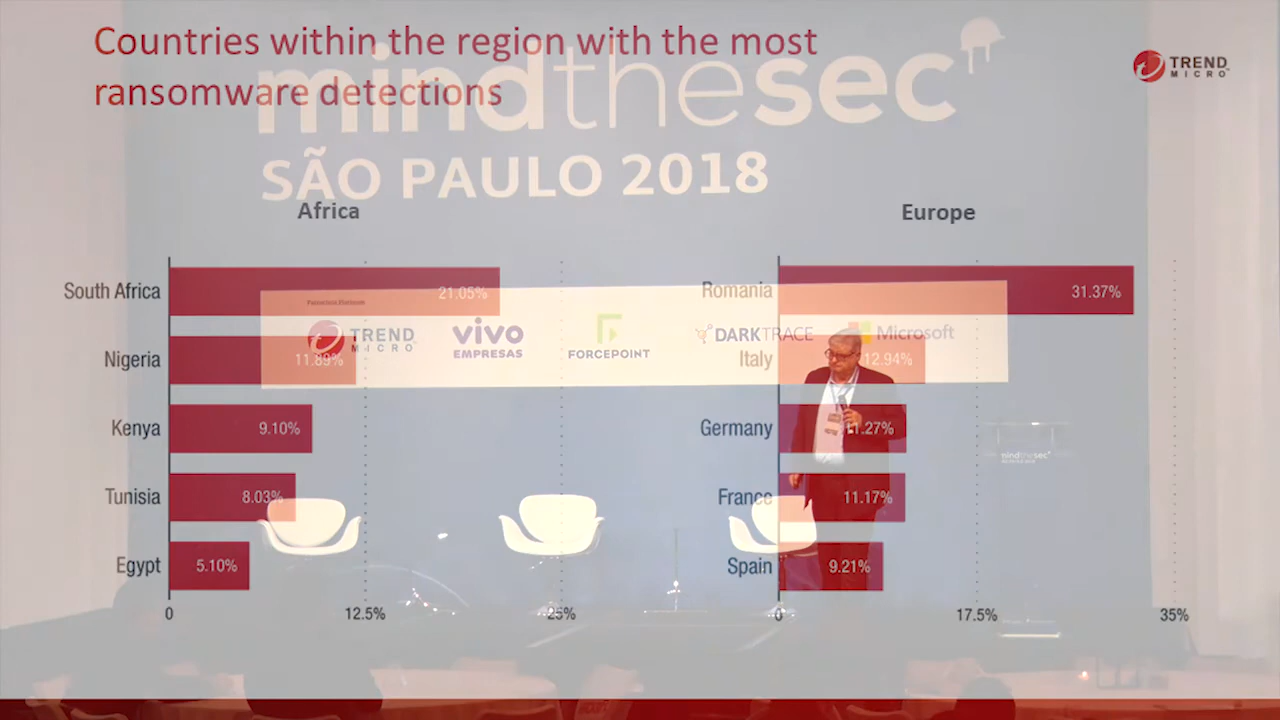 Countries within the region with the most
ransomware detections
TREND
MICRO
mindthesec
SÃO PAULO 2018
Africa
Europe
South Africa 21.05%
Nigeria 11.89%
Kenya 9.10%
Tunisia 8.03%
Egypt 5.10%
0 12.5% 25%
Romania 31.37%
Italy 12.94%
Germany 11.27%
France 11.17%
Spain 9.21%
0 17.5% 35%
TREND
MICRO
vivo
EMPRESAS
FORCEPOINT
DARKTRACE
Microsoft
mindthesec